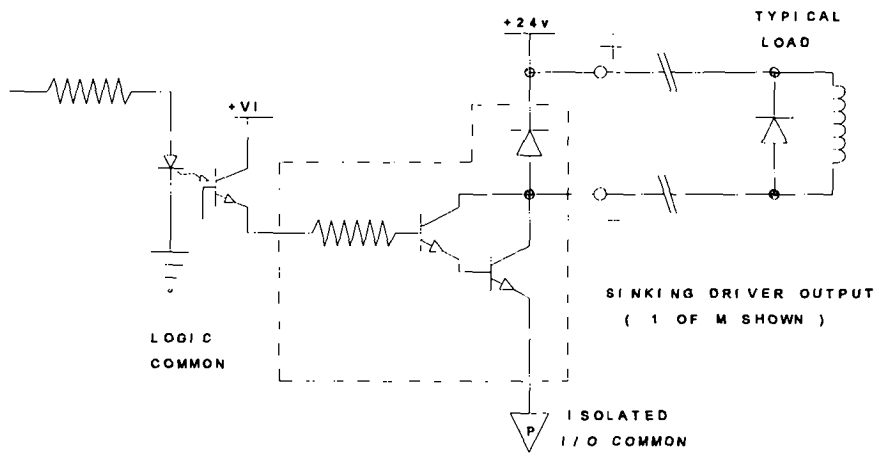 +24v
TYPICAL
LOAD
+
+VI
-
LOGIC
COMMON
SINKING DRIVER OUTPUT
( 1 OF M SHOWN )
P
ISOLATED
I/O COMMON